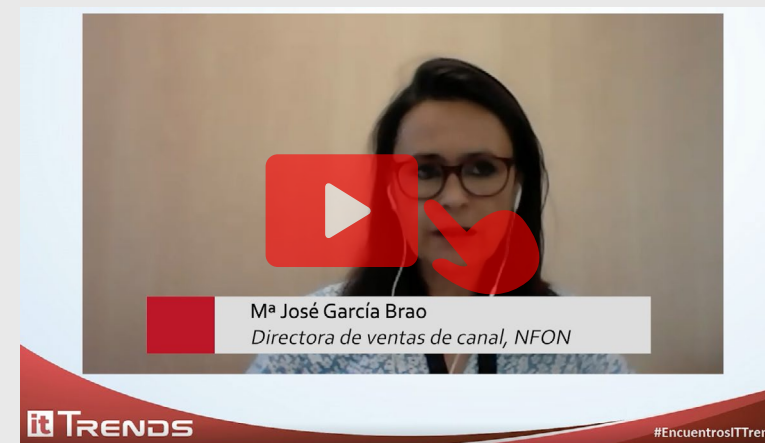 Mª José García Brao
Directora de ventas de canal, NFON
it TRENDS
#EncuentrosITTren